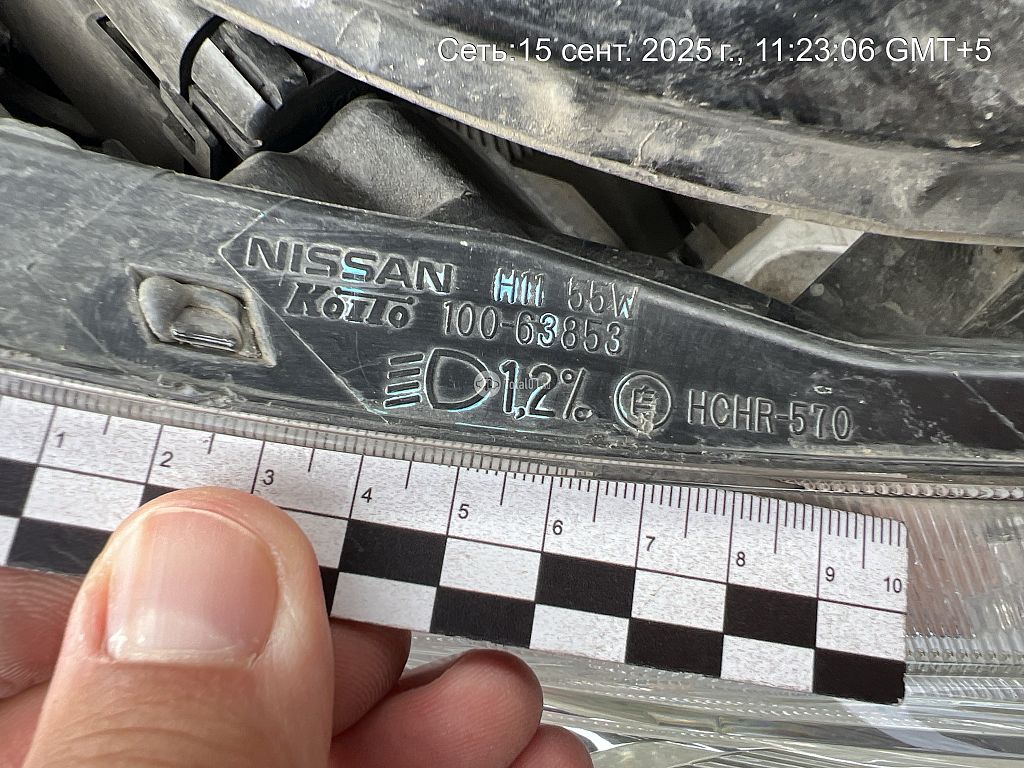 Сеть:15 сент. 2025 г., 11:23:06 GMT+5
NISSAN H11 55W
KOITO 100-63853
1,2% HCHR-570
1 2 3 4 5 6 7 8 9 10